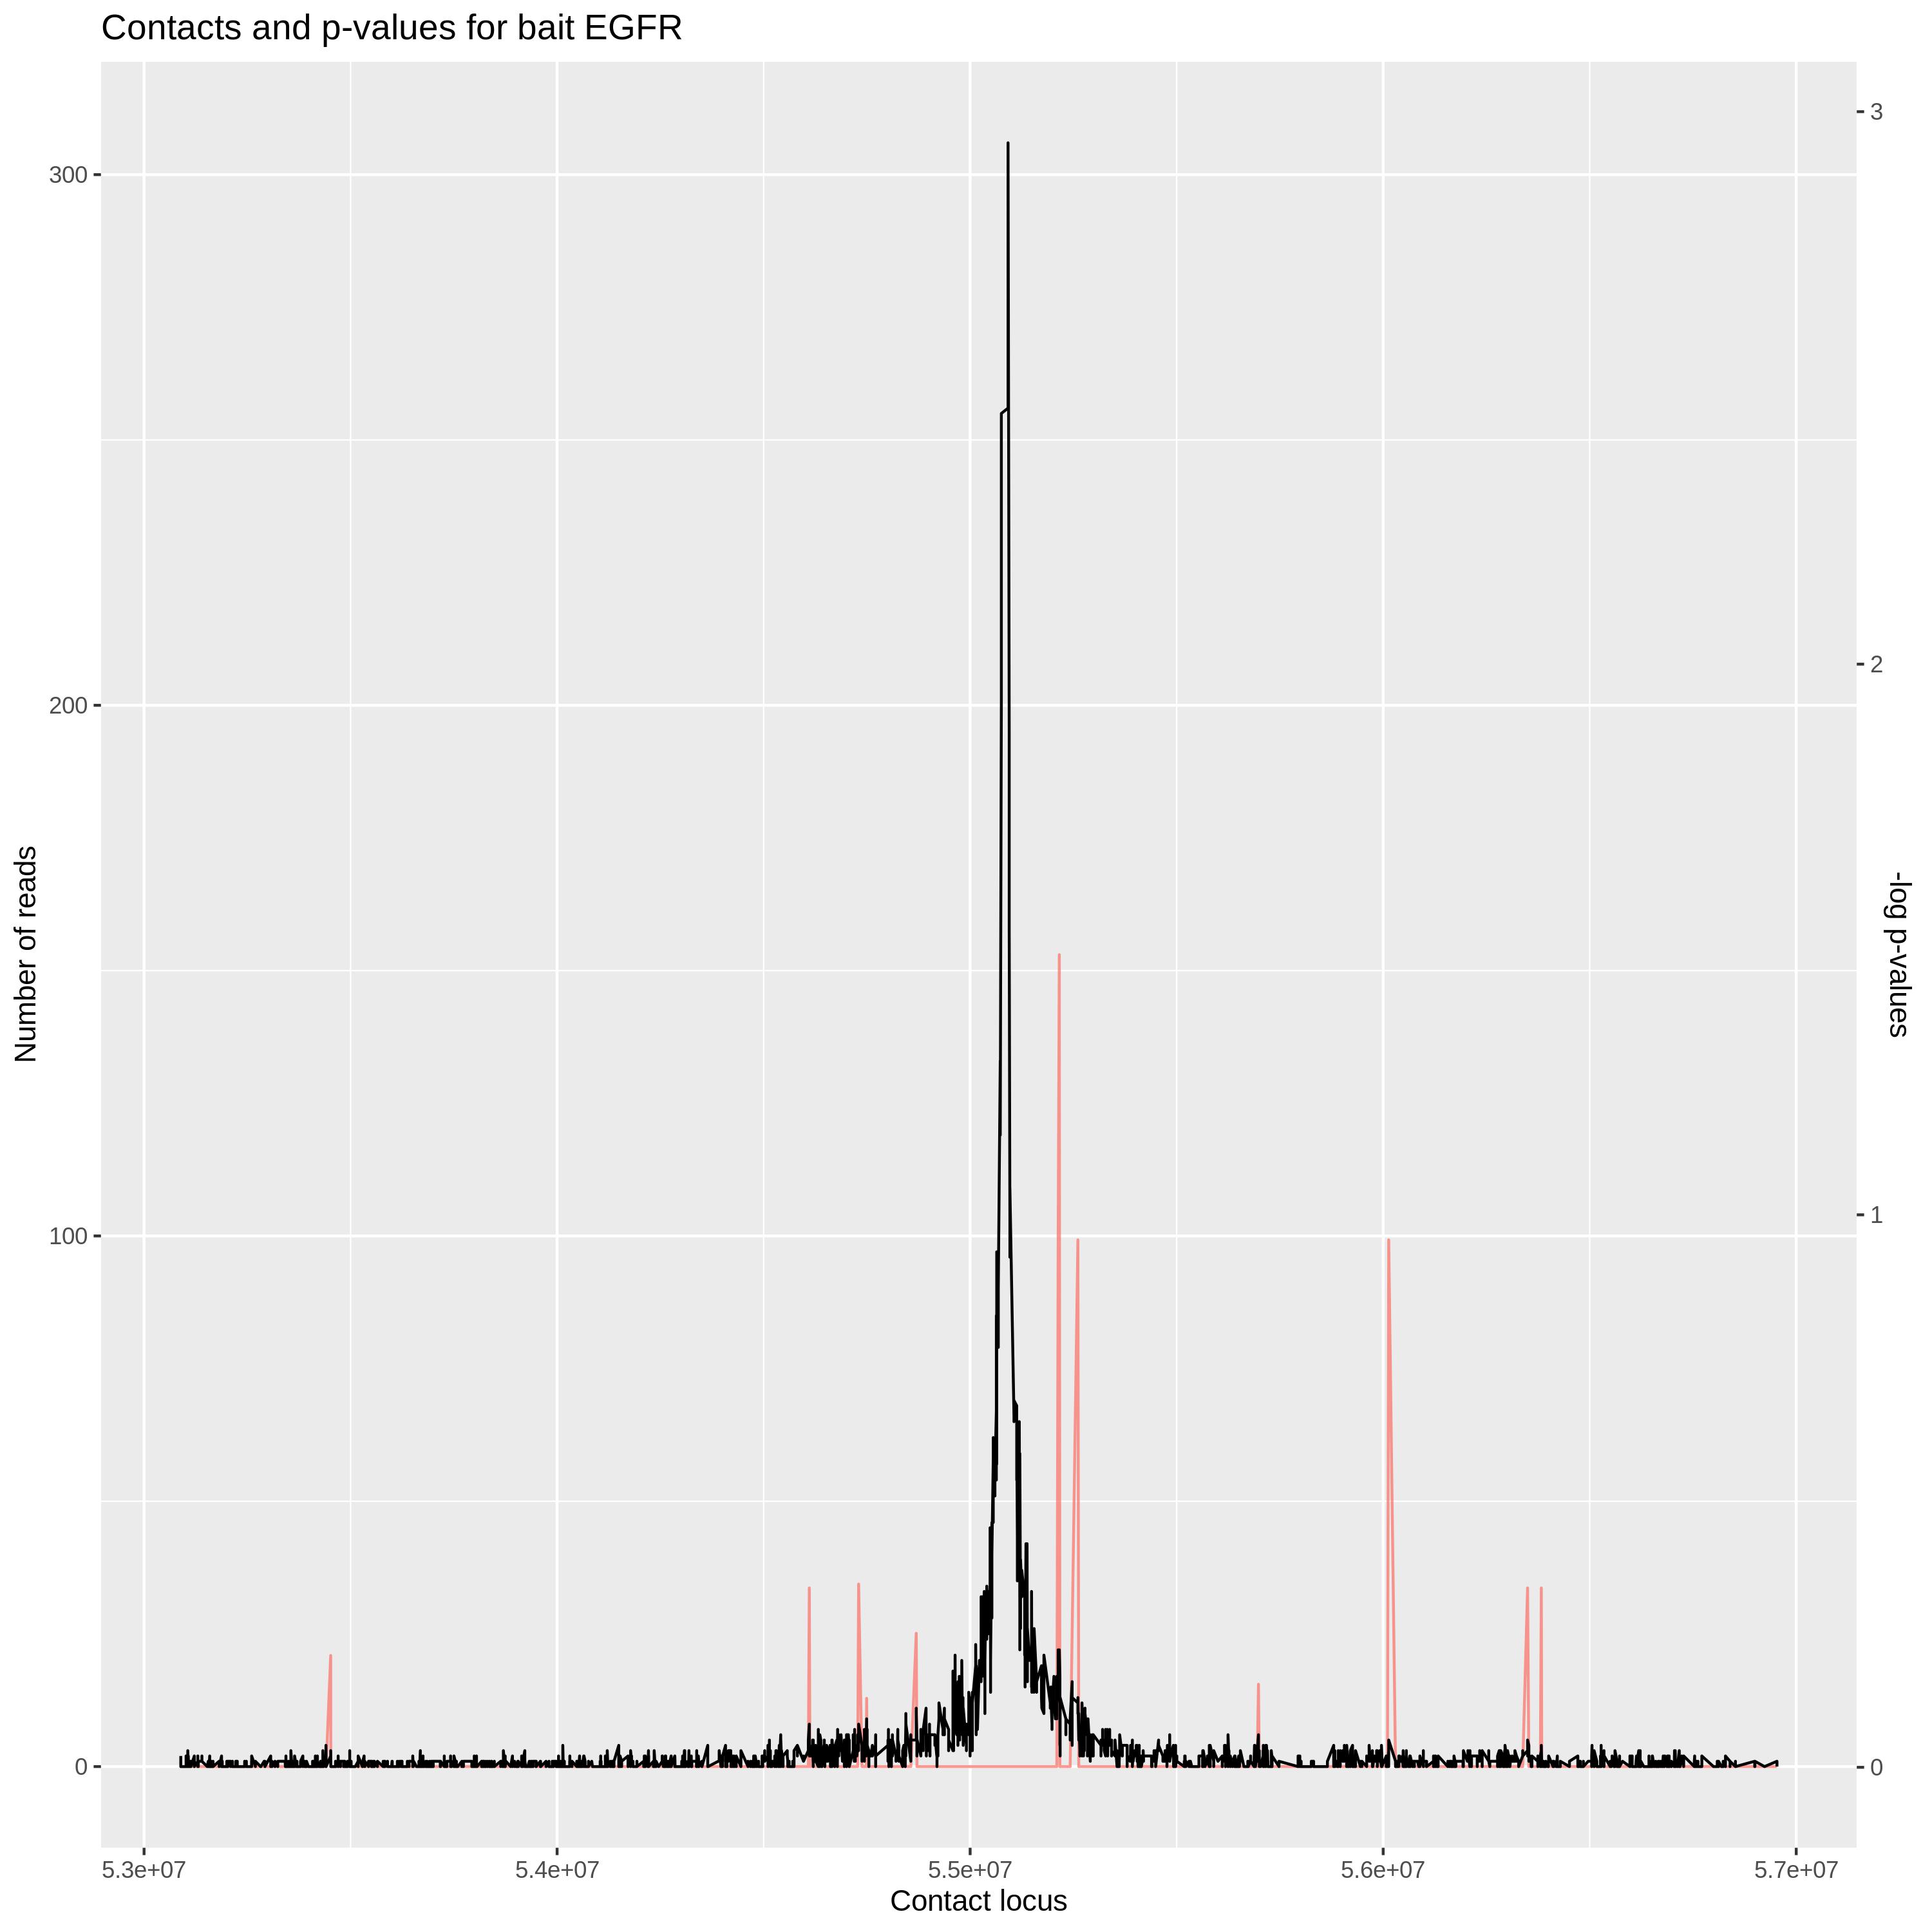 Contacts and p-values for bait EGFR
300
200
100
0
Number of reads
3
2
1
0
-log p-values
5.3e+07 5.4e+07 5.5e+07 5.6e+07 5.7e+07
Contact locus